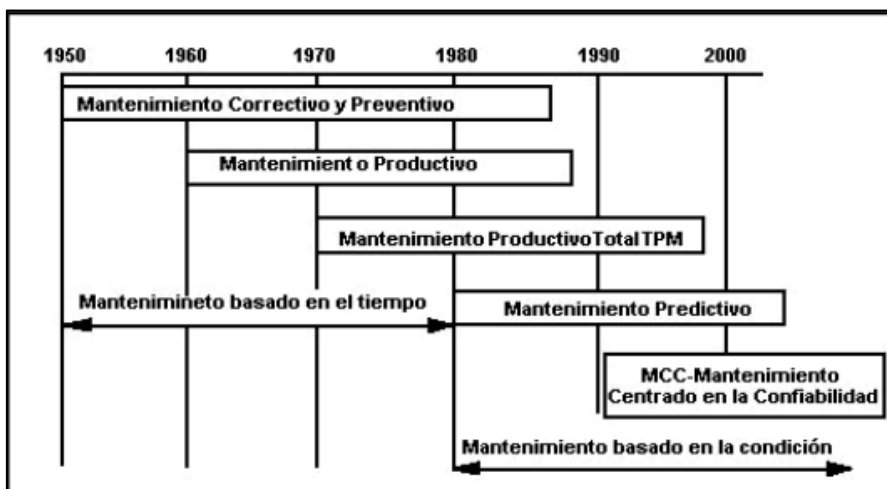 1950 1960 1970 1980 1990 2000
Mantenimiento Correctivo y Preventivo
Mantenimient o Productivo
Mantenimiento ProductivoTotal TPM
Mantenimineto basado en el tiempo
Mantenimiento Predictivo
MCC-Mantenimiento
Centrado en la Confiabilidad
Mantenimiento basado en la condición